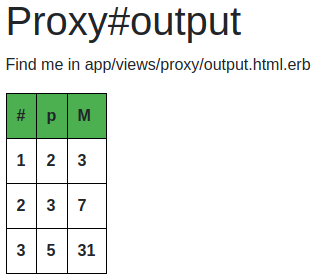 Proxy#output
Find me in app/views/proxy/output.html.erb
# p M
1 2 3
2 3 7
3 5 31